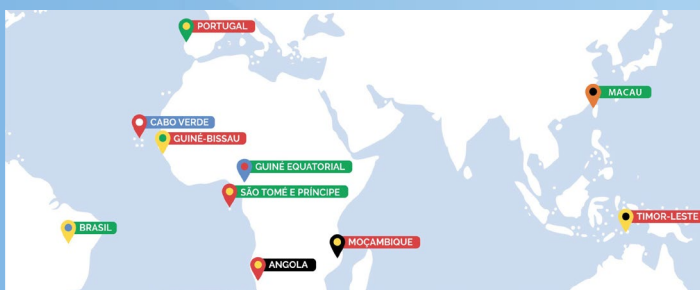 PORTUGAL
MACAU
CABO VERDE
GUINÉ-BISSAU
GUINÉ EQUATORIAL
SÃO TOMÉ E PRÍNCIPE
TIMOR-LESTE
BRASIL
MOÇAMBIQUE
ANGOLA